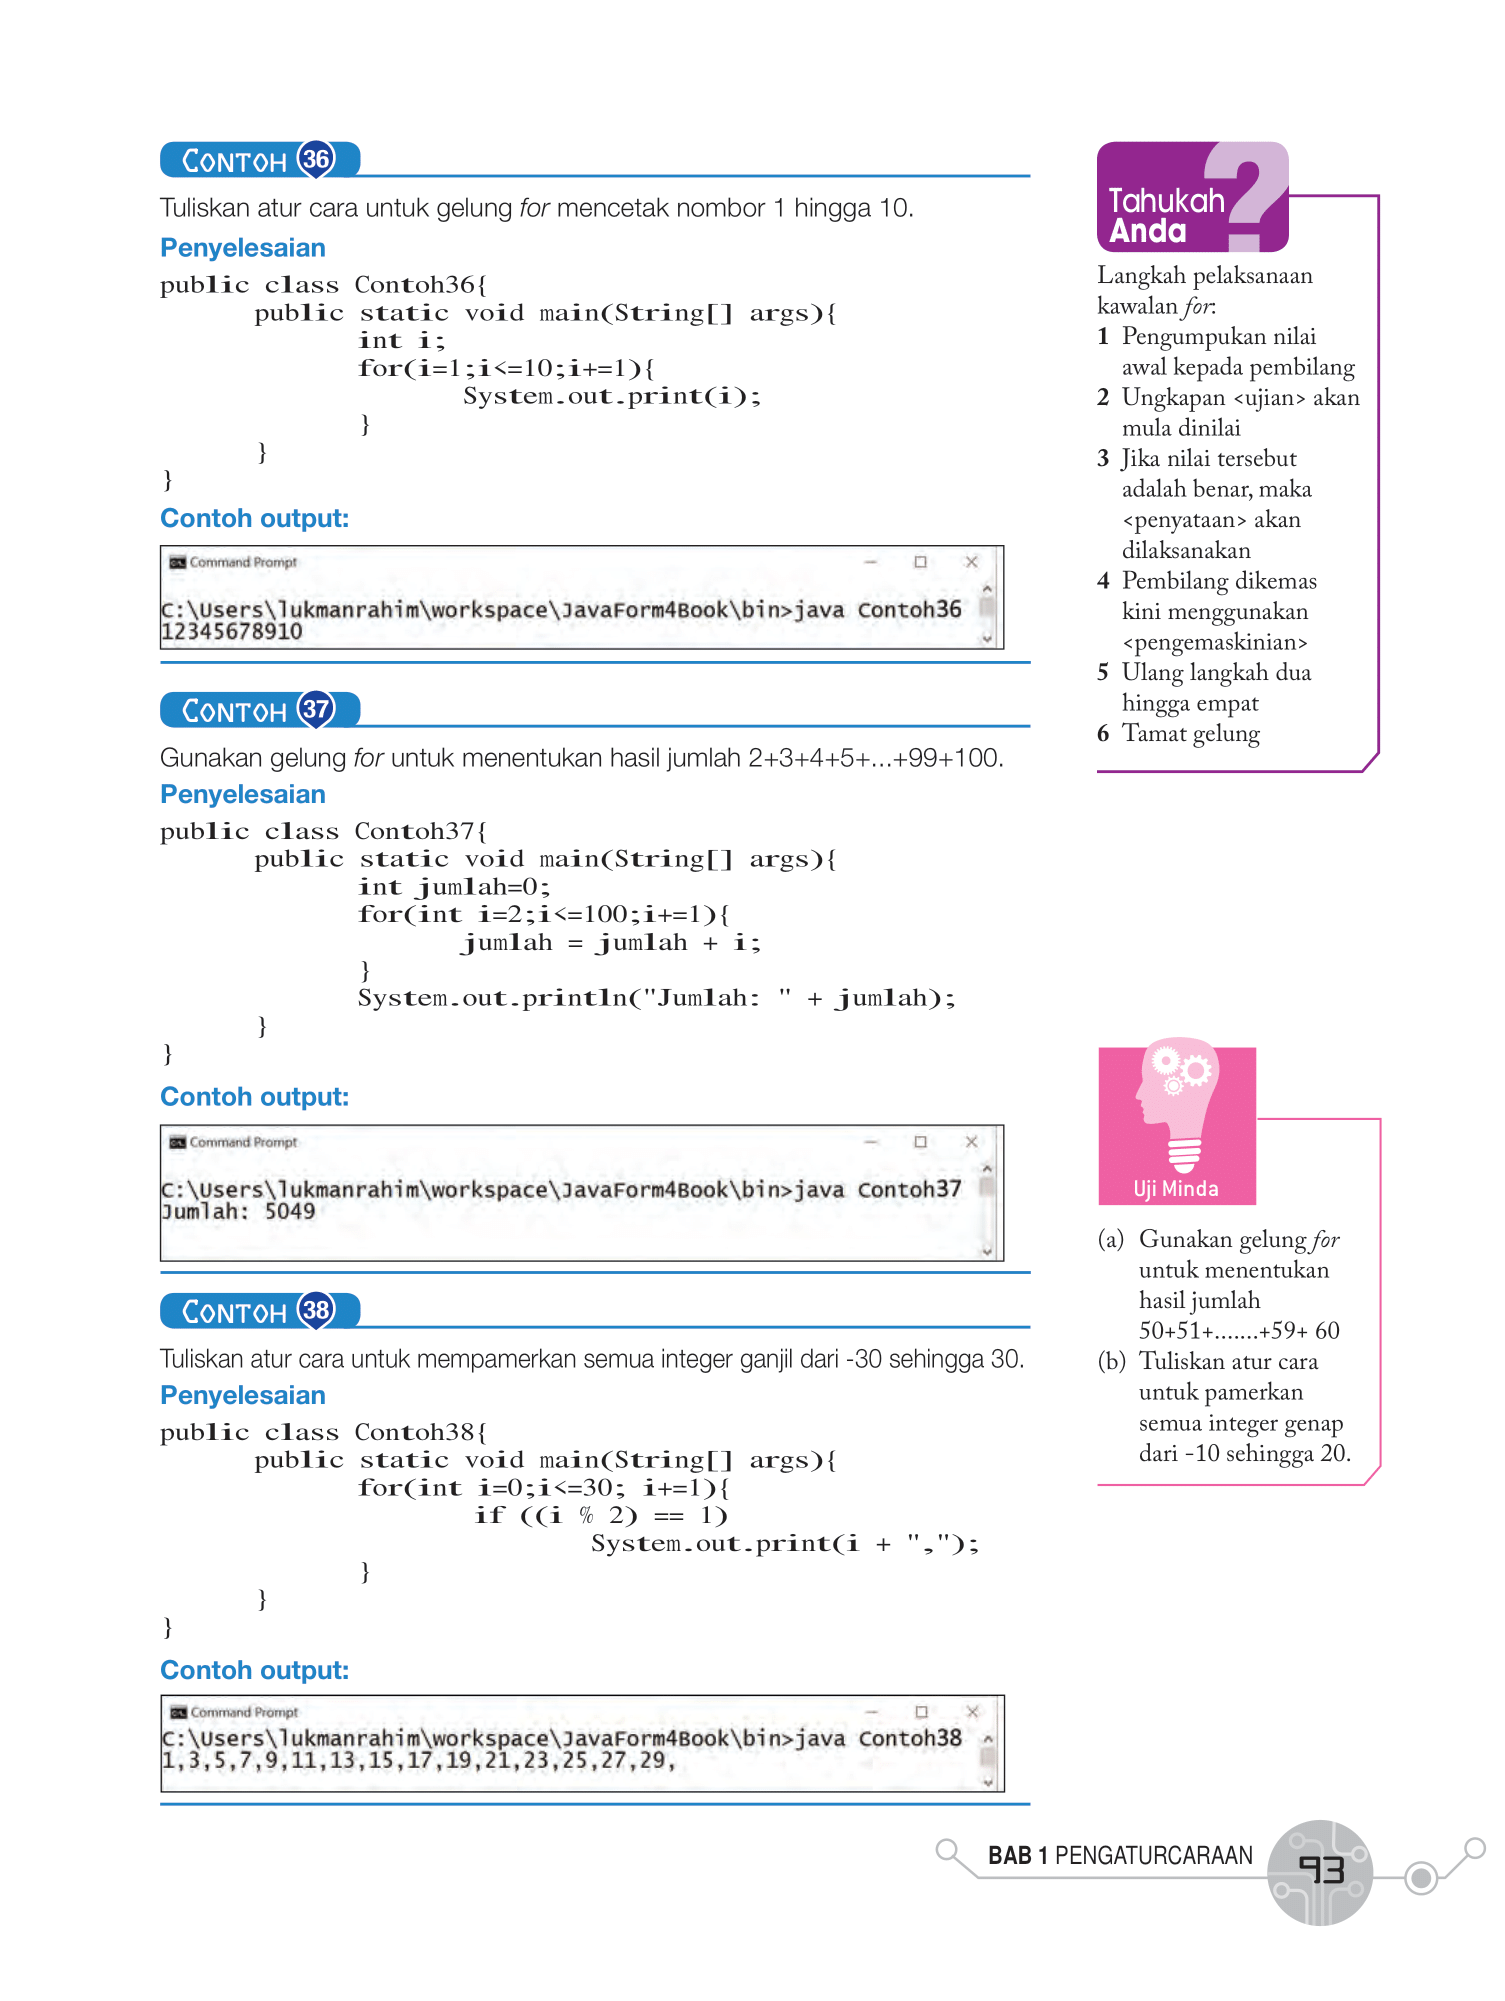 CONTOH 36
Tuliskan atur cara untuk gelung for mencetak nombor 1 hingga 10.
Penyelesaian
public class Contoh36{
public static void main(String[] args){
int i;
for(i=1;i<=10;i+=1){
System.out.print(i);
}
}
}
Contoh output:
Command Prompt
C:\Users\lukmanrahim\workspace\JavaForm4Book\bin>java Contoh36
12345678910
CONTOH 37
Gunakan gelung for untuk menentukan hasil jumlah 2+3+4+5+...+99+100.
Penyelesaian
public class Contoh37{
public static void main(String[] args){
int jumlah=0;
for(int i=2;i<=100;i+=1){
jumlah = jumlah + i;
}
System.out.println("Jumlah: " + jumlah);
}
}
Contoh output:
Command Prompt
C:\Users\lukmanrahim\workspace\JavaForm4Book\bin>java Contoh37
Jumlah: 5049
CONTOH 38
Tuliskan atur cara untuk mempamerkan semua integer ganjil dari -30 sehingga 30.
Penyelesaian
public class Contoh38{
public static void main(String[] args){
for(int i=0;i<=30; i+=1){
if ((i % 2) == 1)
System.out.print(i + ",");
}
}
}
Contoh output:
Command Prompt
C:\Users\lukmanrahim\workspace\JavaForm4Book\bin>java Contoh38
1,3,5,7,9,11,13,15,17,19,21,23,25,27,29,
Tahukah
Anda
?
Langkah pelaksanaan
kawalan for:
1 Pengumpukan nilai
awal kepada pembilang
2 Ungkapan <ujian> akan
mula dinilai
3 Jika nilai tersebut
adalah benar, maka
<penyataan> akan
dilaksanakan
4 Pembilang dikemas
kini menggunakan
<pengemaskinian>
5 Ulang langkah dua
hingga empat
6 Tamat gelung
Uji Minda
(a) Gunakan gelung for
untuk menentukan
hasil jumlah
50+51+.......+59+ 60
(b) Tuliskan atur cara
untuk pamerkan
semua integer genap
dari -10 sehingga 20.
BAB 1 PENGATURCARAAN
93